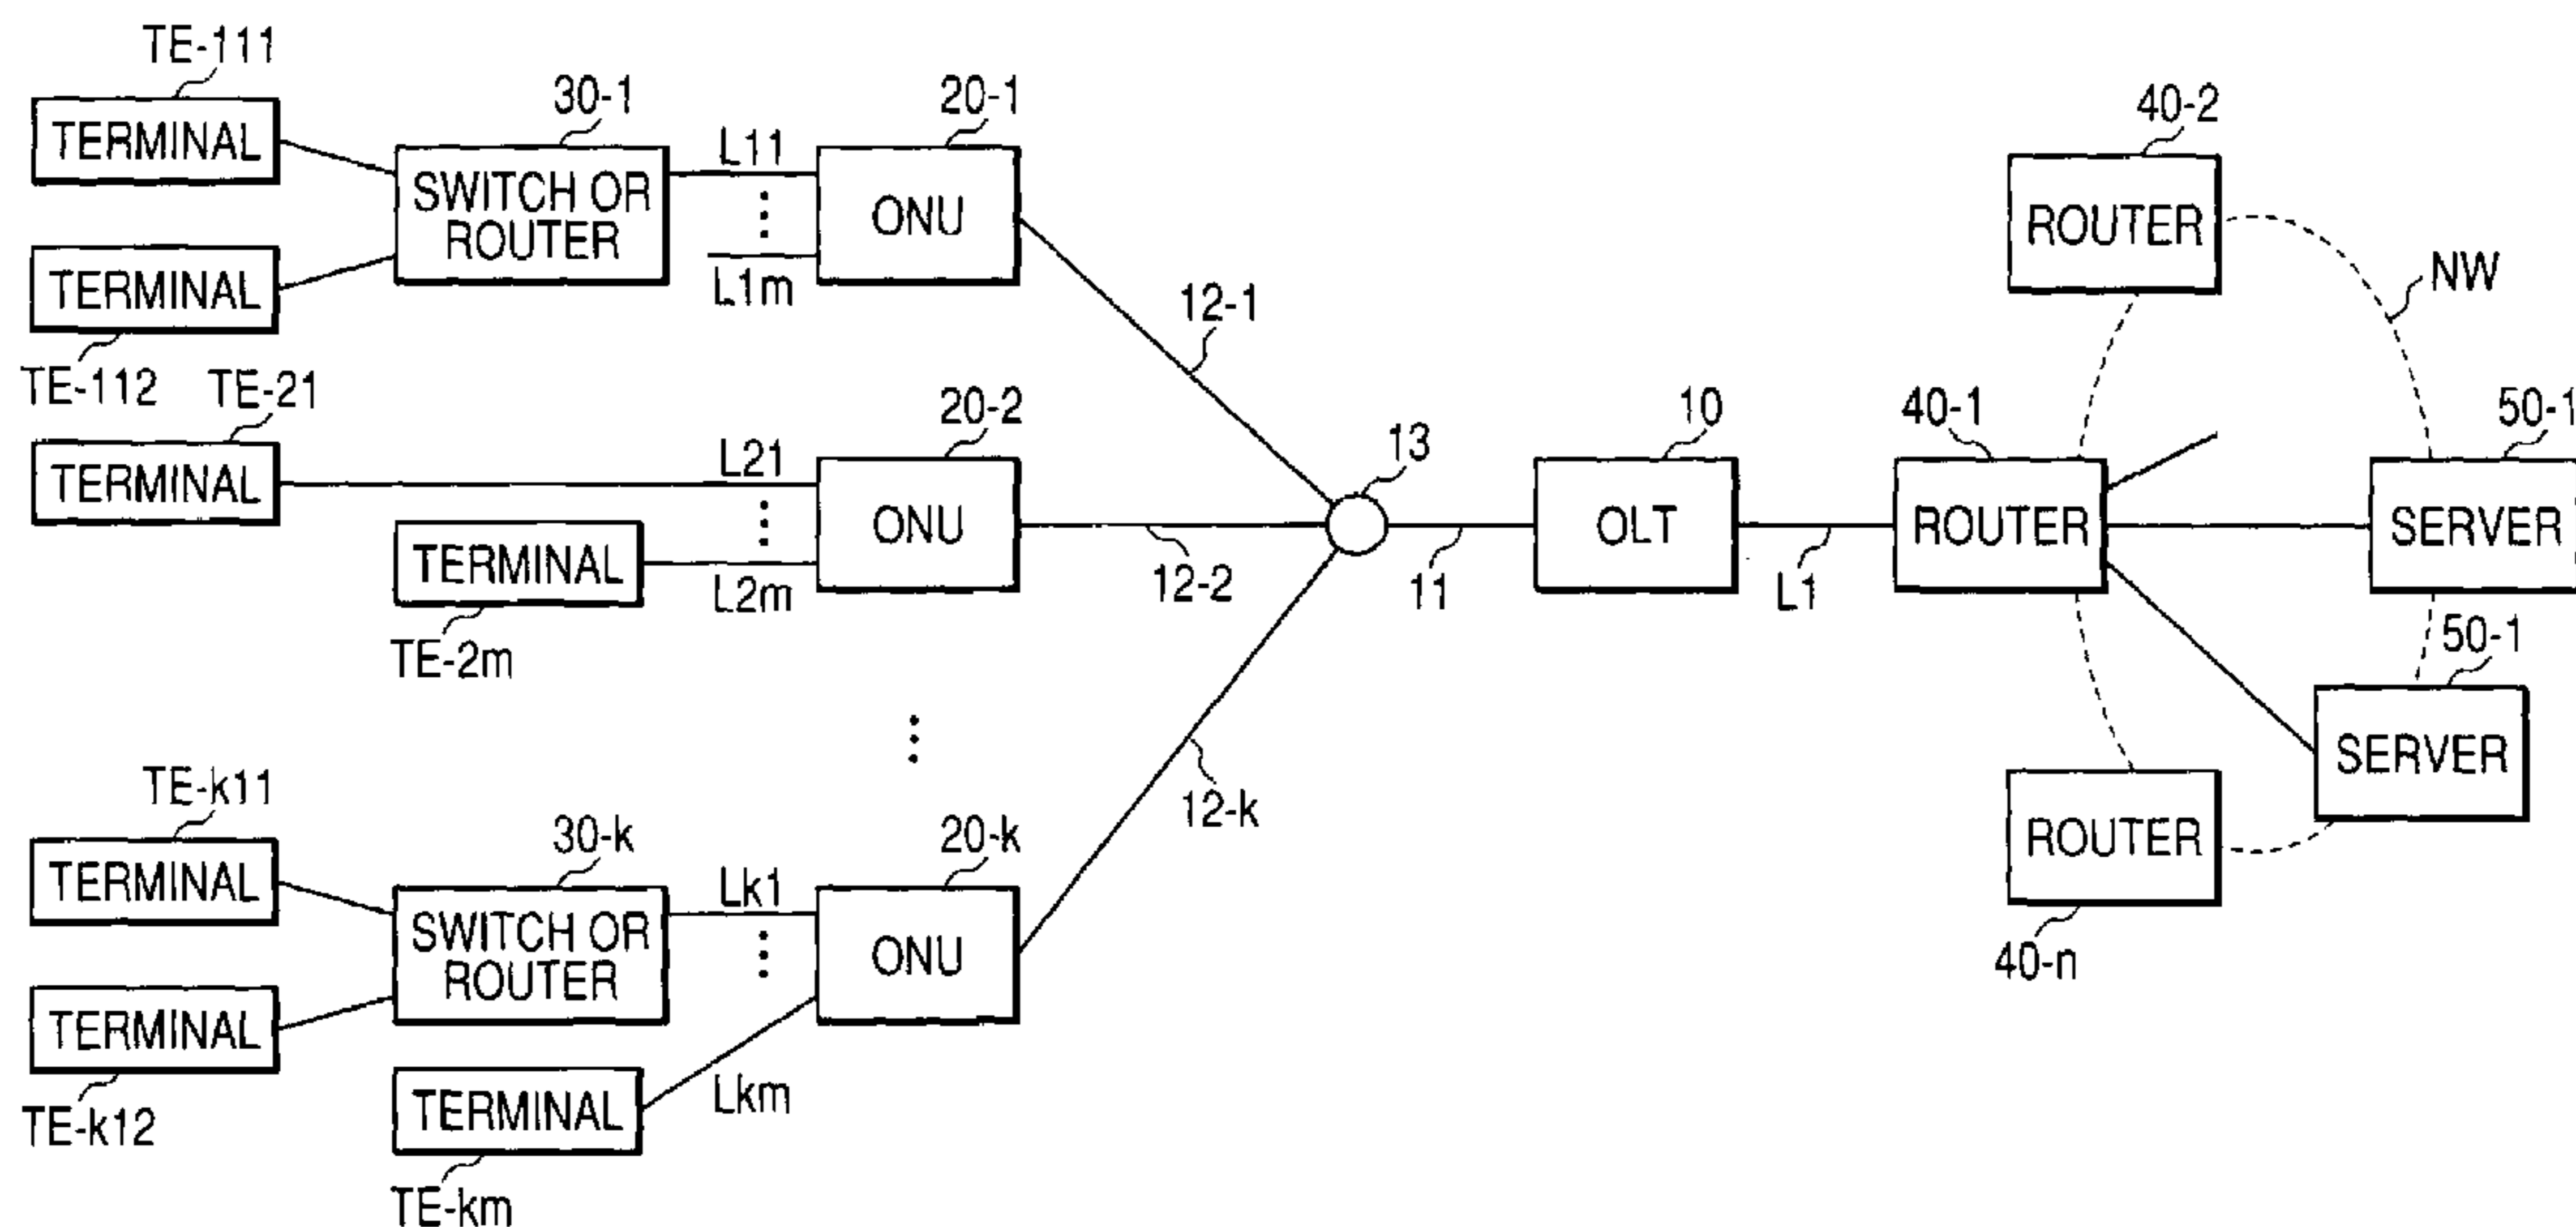 TE-111
TERMINAL
30-1
SWITCH OR
ROUTER
L11
L1m
20-1
ONU
TERMINAL
TE-112
12-1
TE-21
TERMINAL
L21
20-2
ONU
TERMINAL
L2m
TE-2m
12-2
13
11
10
OLT
L1
40-1
ROUTER
40-2
ROUTER
NW
50-1
SERVER
50-1
SERVER
ROUTER
40-n
12-k
TE-k11
TERMINAL
30-k
SWITCH OR
ROUTER
Lk1
20-k
ONU
TERMINAL
TE-k12
TERMINAL
Lkm
TE-km